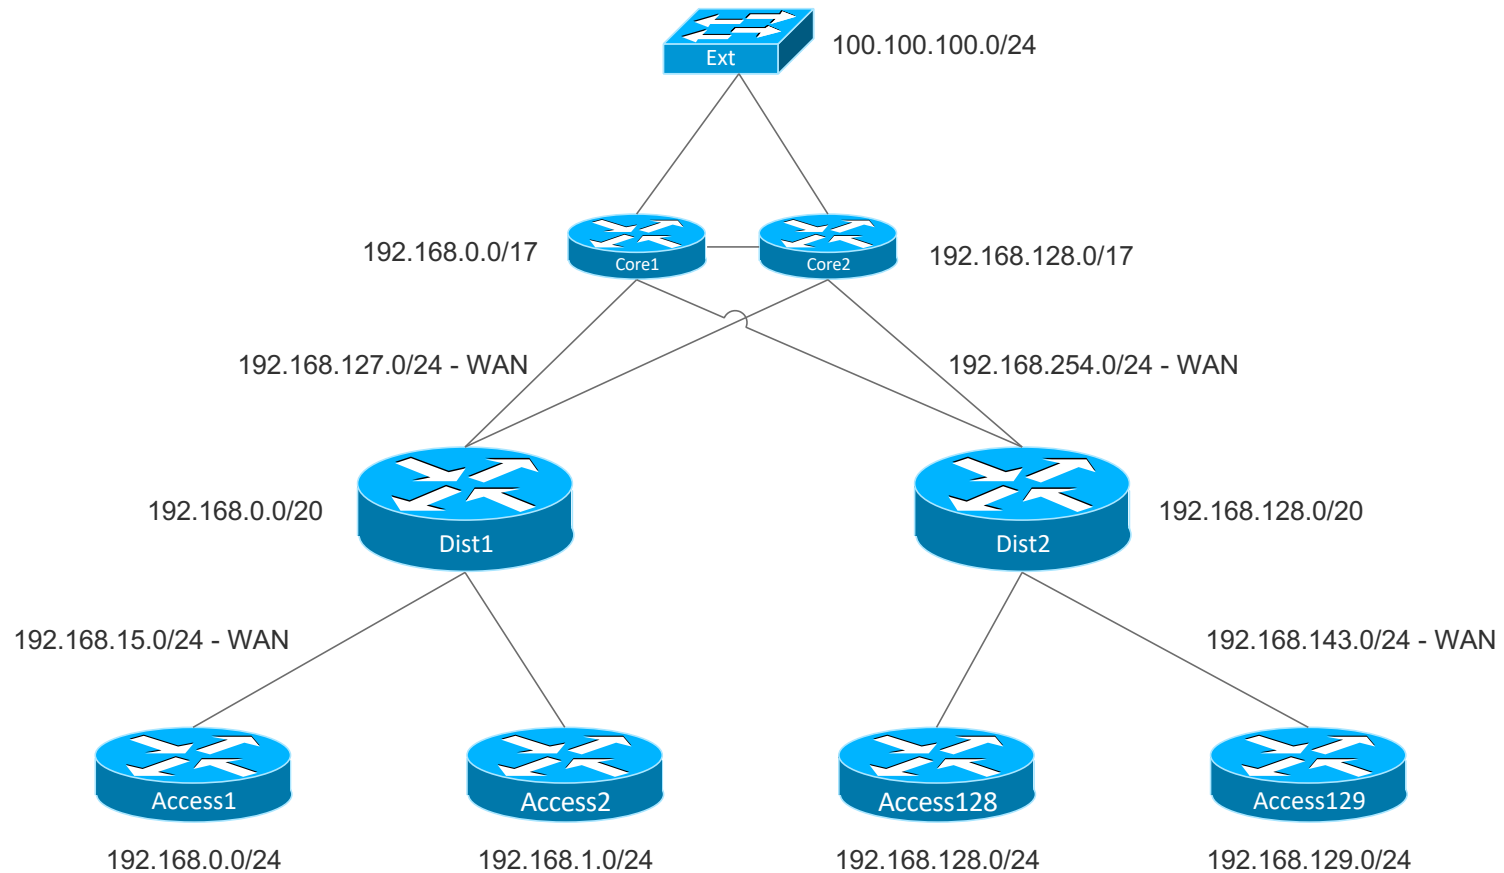 Ext
100.100.100.0/24
192.168.0.0/17
Core1
Core2
192.168.128.0/17
192.168.127.0/24 - WAN
192.168.254.0/24 - WAN
192.168.0.0/20
Dist1
Dist2
192.168.128.0/20
192.168.15.0/24 - WAN
192.168.143.0/24 - WAN
Access1
Access2
Access128
Access129
192.168.0.0/24
192.168.1.0/24
192.168.128.0/24
192.168.129.0/24